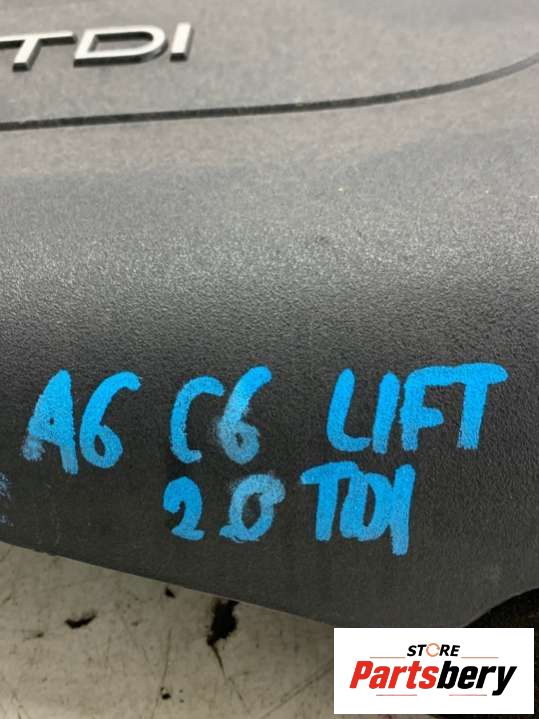 TDI
A6 C6 LIFT
2.0 TDI
STORE
Partsbery